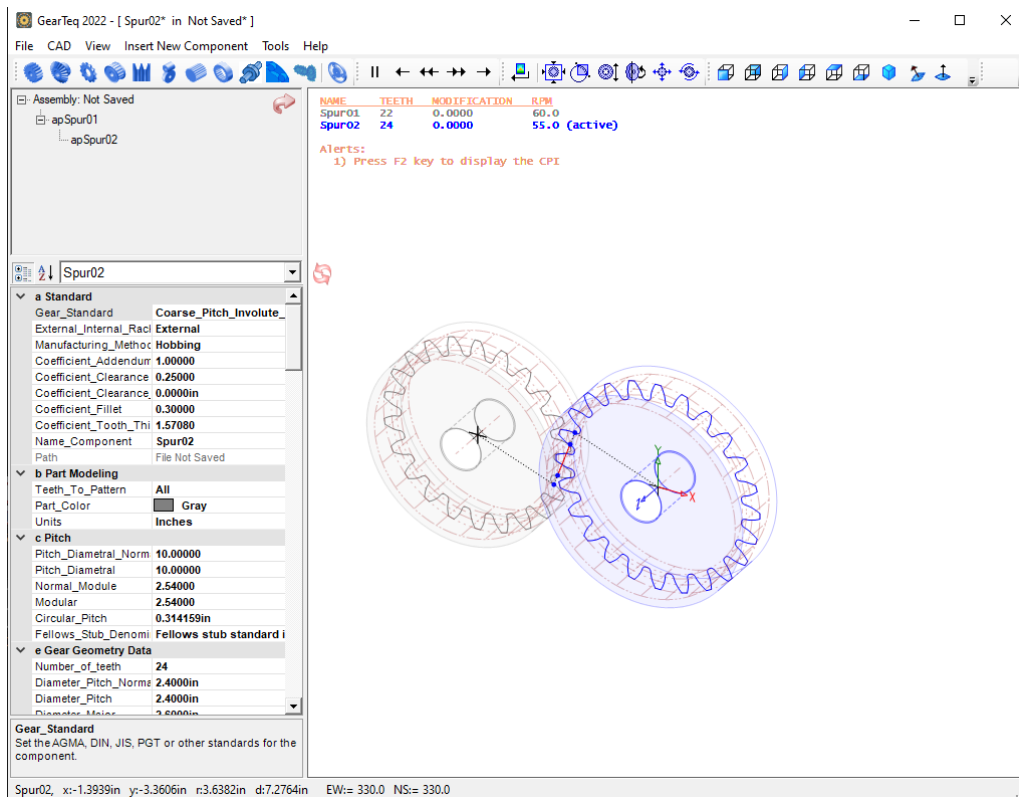 GearTeq 2022 - [ Spur02* in Not Saved* ]
File CAD View Insert New Component Tools Help
Assembly: Not Saved
apSpur01
apSpur02
NAME TEETH MODIFICATION RPM
Spur01 22 0.0000 60.0
Spur02 24 0.0000 55.0 (active)
Alerts:
1) Press F2 key to display the CPI
Spur02
a Standard
Gear_Standard Coarse_Pitch_Involute_
External_Internal_Racl External
Manufacturing_Methoc Hobbing
Coefficient_Addendum 1.00000
Coefficient_Clearance 0.25000
Coefficient_Clearance_ 0.0000in
Coefficient_Fillet 0.30000
Coefficient_Tooth_Thi 1.57080
Name_Component Spur02
Path File Not Saved
b Part Modeling
Teeth_To_Pattern All
Part_Color Gray
Units Inches
c Pitch
Pitch_Diametral_Norm 10.00000
Pitch_Diametral 10.00000
Normal_Module 2.54000
Modular 2.54000
Circular_Pitch 0.314159in
Fellows_Stub_Denomi Fellows stub standard i
e Gear Geometry Data
Number_of_teeth 24
Diameter_Pitch_Norma 2.4000in
Diameter_Pitch 2.4000in
Diameter_Major 2.6000in
Gear_Standard
Set the AGMA, DIN, JIS, PGT or other standards for the
component.
Y
X
Z
Spur02, x:-1.3939in y:-3.3606in r:3.6382in d:7.2764in EW:= 330.0 NS:= 330.0